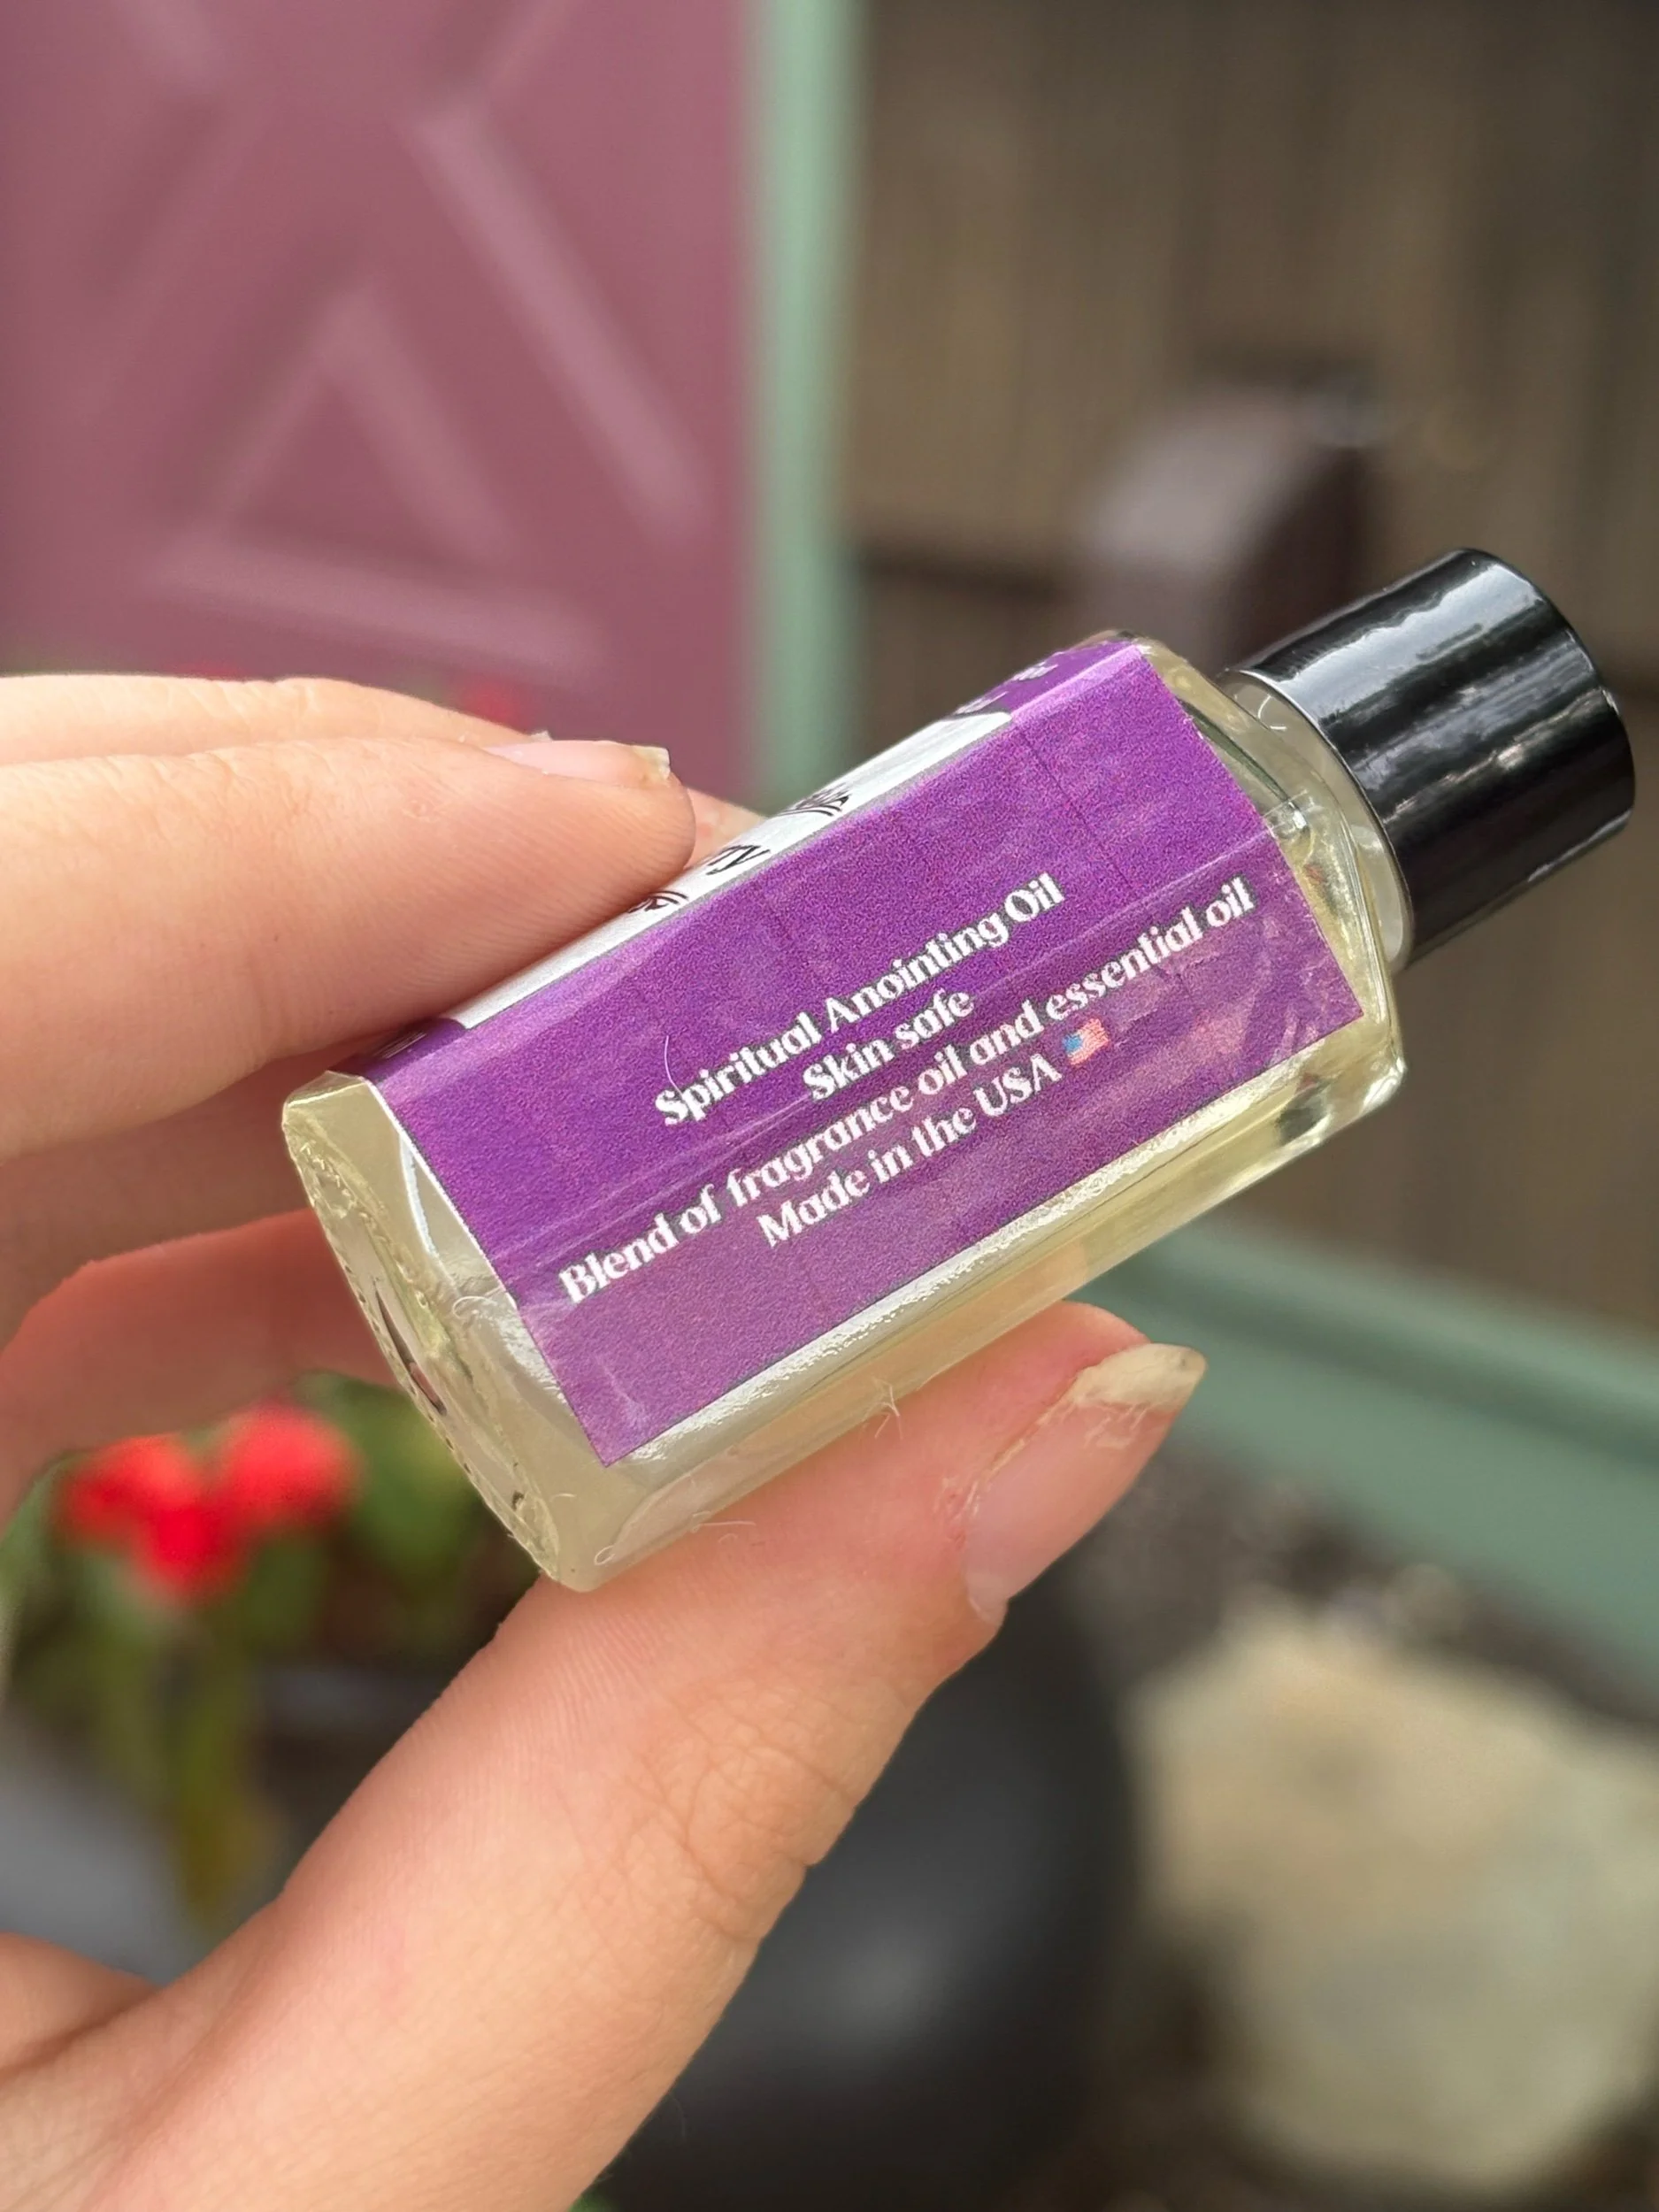 Spiritual Anointing Oil
Skin safe
Blend of fragrance oil and essential oil
Made in the USA 🇺🇸